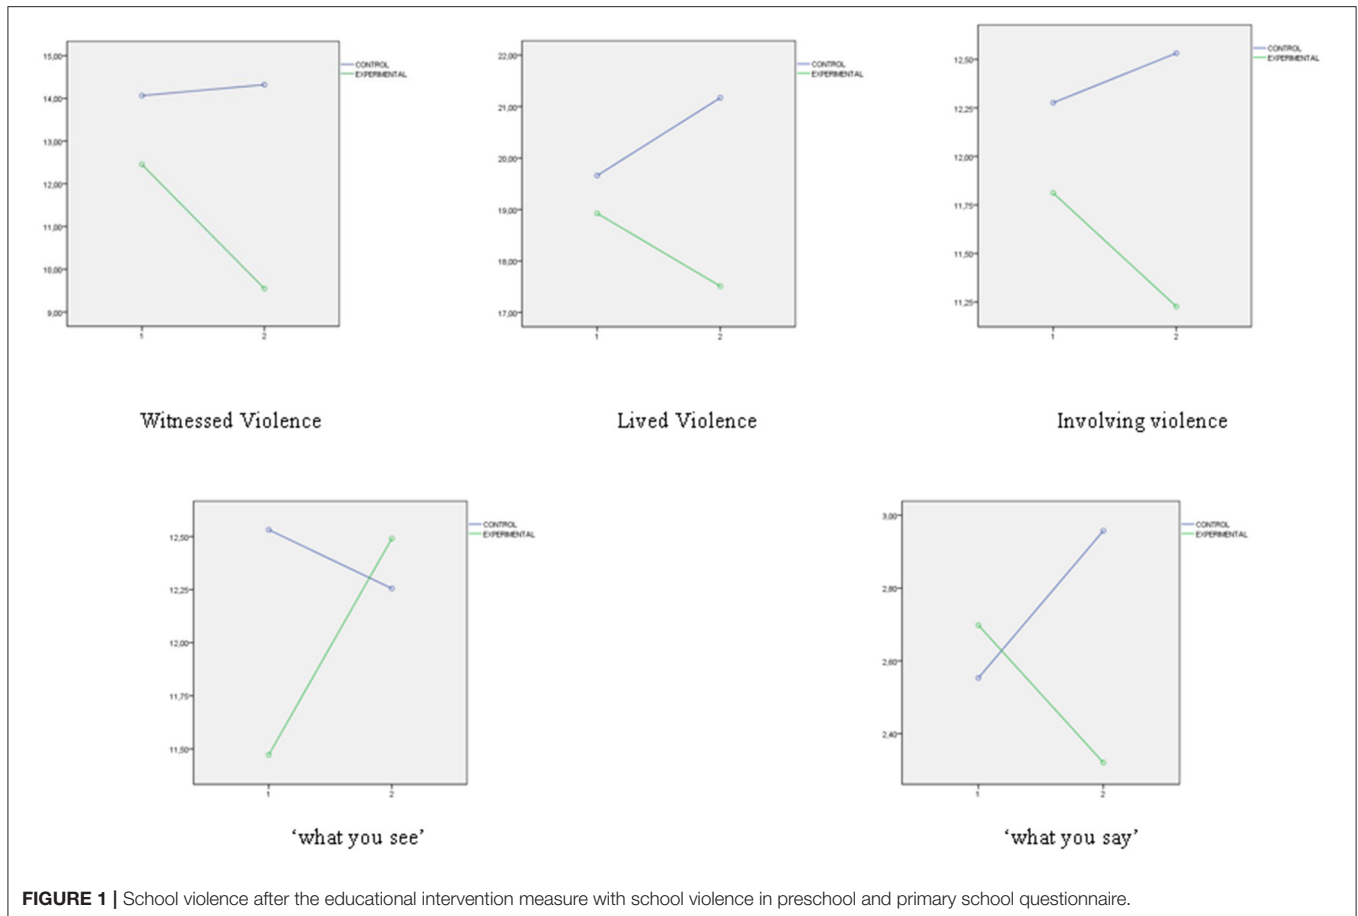 15,00
14,00
13,00
12,00
11,00
10,00
9,00
1 2
CONTROL
EXPERIMENTAL
Witnessed Violence
22,00
21,00
20,00
19,00
18,00
17,00
1 2
CONTROL
EXPERIMENTAL
Lived Violence
12,50
12,25
12,00
11,75
11,50
11,25
1 2
CONTROL
EXPERIMENTAL
Involving violence
12,50
12,25
12,00
11,75
11,50
1 2
CONTROL
EXPERIMENTAL
‘what you see’
3,00
2,80
2,60
2,40
1 2
CONTROL
EXPERIMENTAL
‘what you say’
FIGURE 1 | School violence after the educational intervention measure with school violence in preschool and primary school questionnaire.